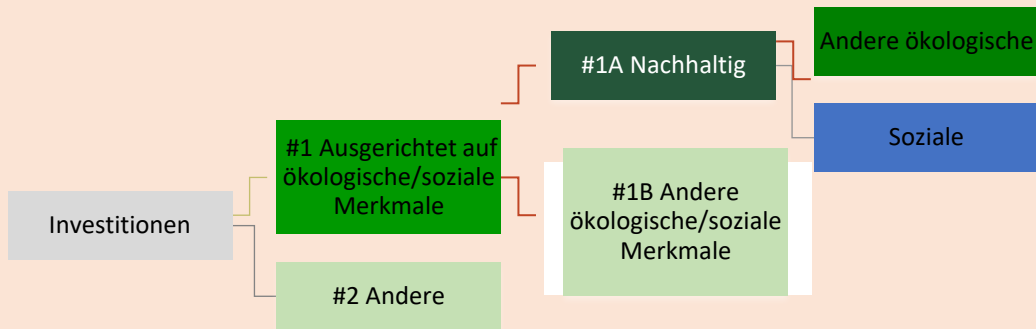 Andere ökologische
#1A Nachhaltig
Soziale
#1 Ausgerichtet auf
ökologische/soziale
Merkmale
#1B Andere
ökologische/soziale
Merkmale
Investitionen
#2 Andere